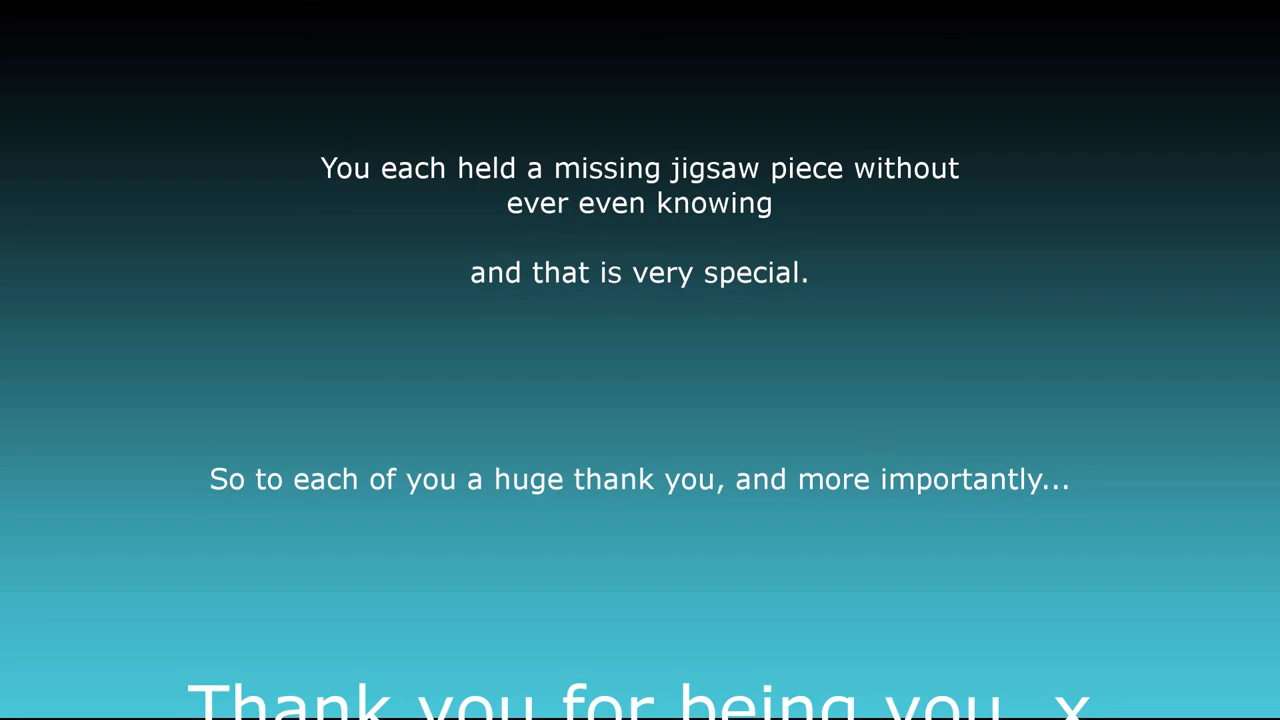 You each held a missing jigsaw piece without
ever even knowing
and that is very special.
So to each of you a huge thank you, and more importantly...
Thank you for being you. x